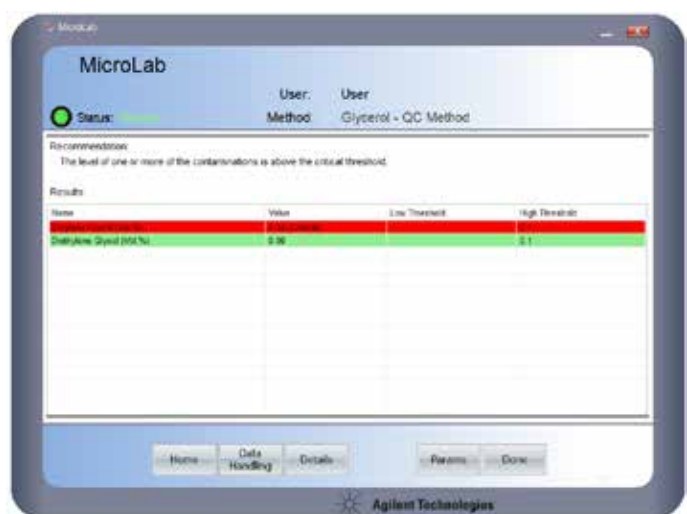 MicroLab
MicroLab
User: User
Status:
Method Glycerol - QC Method
Recommendation:
The level of one or more of the contaminations is above the critical threshold.
Results:
Name Value Low Threshold High Threshold
Diethylene Glycol (Wt %) 0.1
Home Data Handling Details Params Done
Agilent Technologies